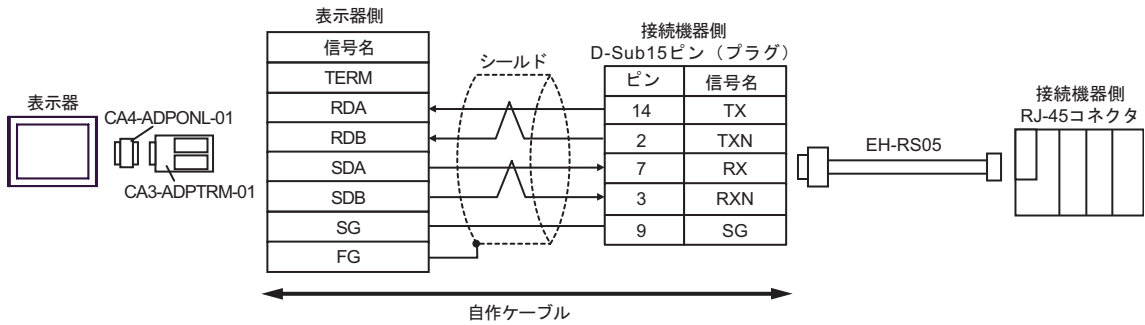 表示器
CA4-ADPONL-01
CA3-ADPTRM-01
表示器側
信号名
TERM
RDA
RDB
SDA
SDB
SG
FG
シールド
接続機器側
D-Sub15ピン（プラグ）
ピン 信号名
14 TX
2 TXN
7 RX
3 RXN
9 SG
EH-RS05
接続機器側
RJ-45コネクタ
自作ケーブル